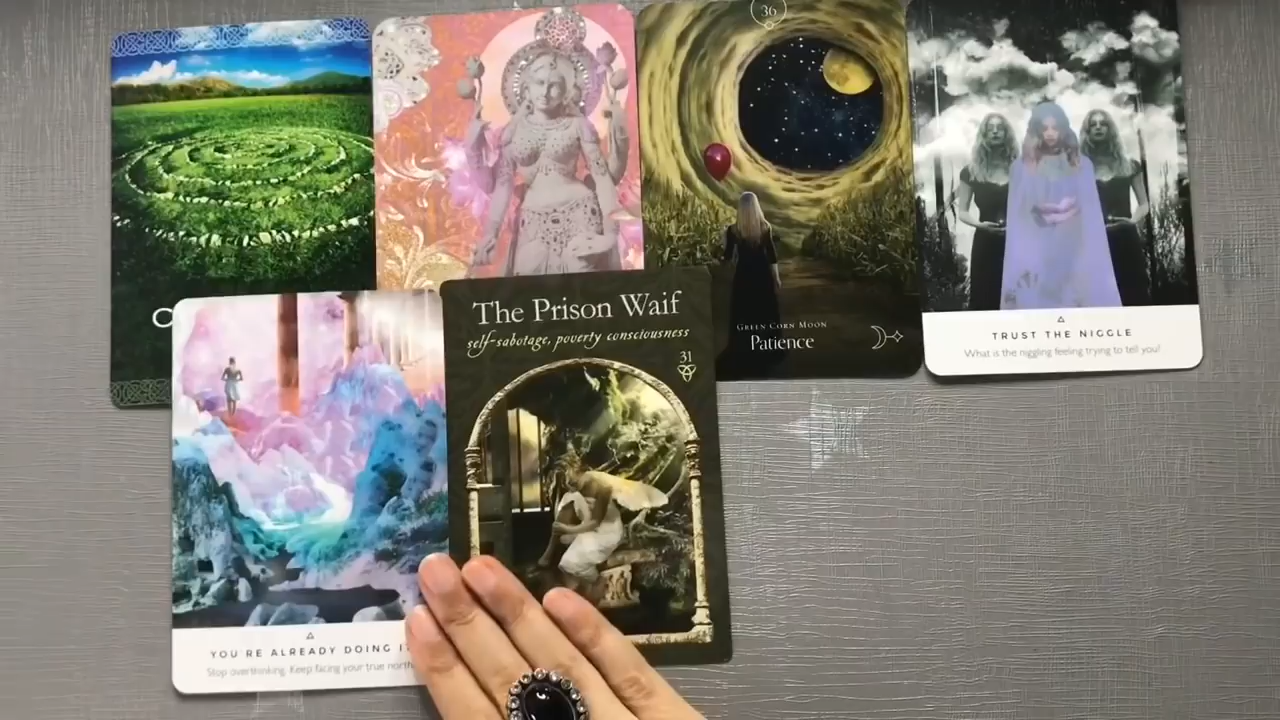 36
GREEN CORN MOON
Patience
TRUST THE NIGGLE
What is the niggling feeling trying to tell you?
The Prison Waif
self-sabotage, poverty consciousness
31
YOU'RE ALREADY DOING
Stop overthinking. Keep facing your true north